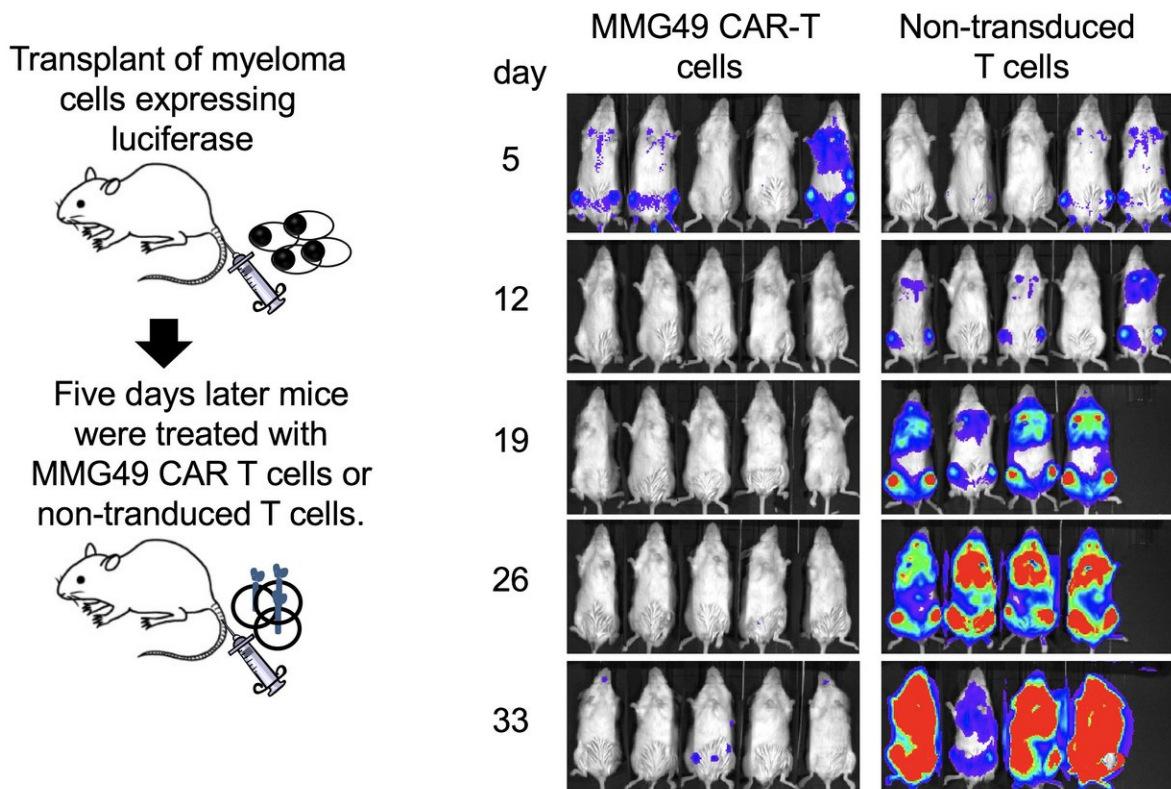 Transplant of myeloma
cells expressing
luciferase
Five days later mice
were treated with
MMG49 CAR T cells or
non-tranduced T cells.
MMG49 CAR-T
cells
Non-transduced
T cells
day
5
12
19
26
33